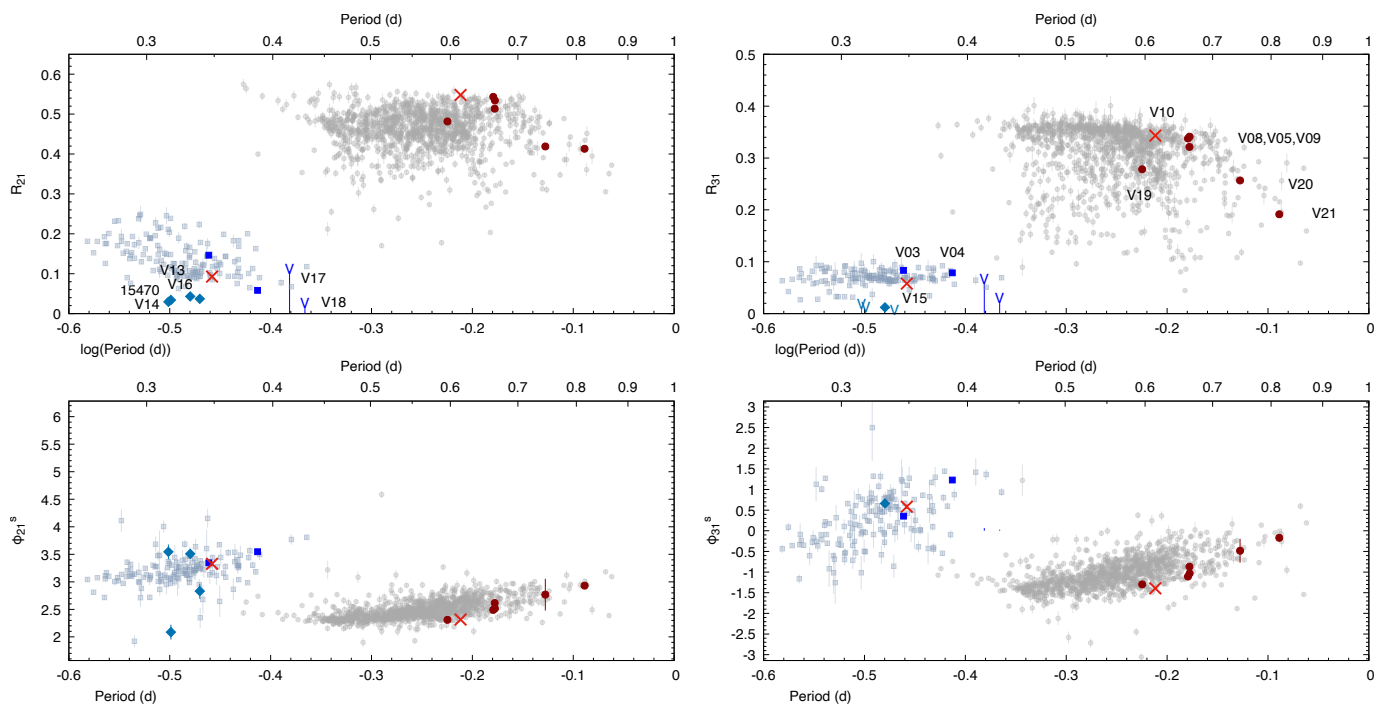 Period (d)
0.3 0.4 0.5 0.6 0.7 0.8 0.9 1
R21
0.6
0.5
0.4
0.3
0.2
0.1
0
V13
V16
15470
V14
V
V17
V
V18
-0.6 -0.5 -0.4 -0.3 -0.2 -0.1 0
log(Period (d))
Period (d)
0.3 0.4 0.5 0.6 0.7 0.8 0.9 1
R31
0.5
0.4
0.3
0.2
0.1
0
V10
V08,V05,V09
V19
V20
V21
V03 V04
V15
V
V
V
V
V
-0.6 -0.5 -0.4 -0.3 -0.2 -0.1 0
log(Period (d))
Period (d)
0.3 0.4 0.5 0.6 0.7 0.8 0.9 1
ϕ21s
6
5.5
5
4.5
4
3.5
3
2.5
2
-0.6 -0.5 -0.4 -0.3 -0.2 -0.1 0
Period (d)
Period (d)
0.3 0.4 0.5 0.6 0.7 0.8 0.9 1
ϕ31s
3
2.5
2
1.5
1
0.5
0
-0.5
-1
-1.5
-2
-2.5
-3
-0.6 -0.5 -0.4 -0.3 -0.2 -0.1 0
Period (d)